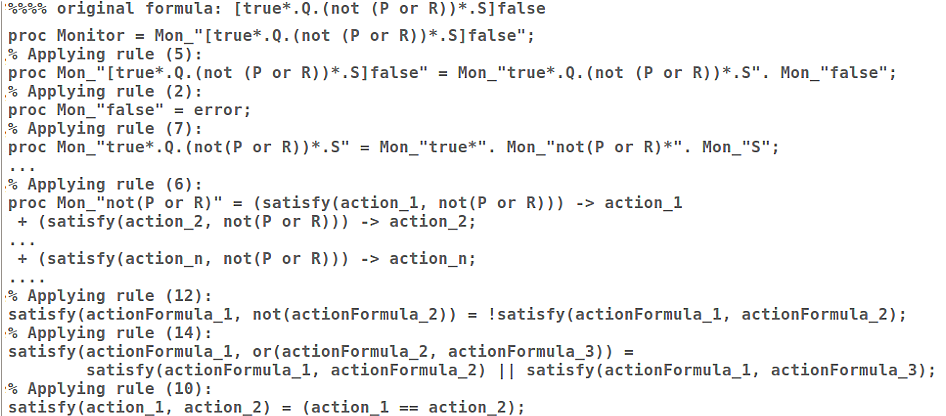 %%%% original formula: [true*.Q.(not (P or R))*.S]false
proc Monitor = Mon_"[true*.Q.(not (P or R))*.S]false";
% Applying rule (5):
proc Mon_"[true*.Q.(not (P or R))*.S]false" = Mon_"true*.Q.(not (P or R))*.S". Mon_"false";
% Applying rule (2):
proc Mon_"false" = error;
% Applying rule (7):
proc Mon_"true*.Q.(not(P or R))*.S" = Mon_"true*". Mon_"not(P or R)*". Mon_"S";
...
% Applying rule (6):
proc Mon_"not(P or R)" = (satisfy(action_1, not(P or R))) -> action_1
+ (satisfy(action_2, not(P or R))) -> action_2;
...
+ (satisfy(action_n, not(P or R))) -> action_n;
....
% Applying rule (12):
satisfy(actionFormula_1, not(actionFormula_2)) = !satisfy(actionFormula_1, actionFormula_2);
% Applying rule (14):
satisfy(actionFormula_1, or(actionFormula_2, actionFormula_3)) =
satisfy(actionFormula_1, actionFormula_2) || satisfy(actionFormula_1, actionFormula_3);
% Applying rule (10):
satisfy(action_1, action_2) = (action_1 == action_2);